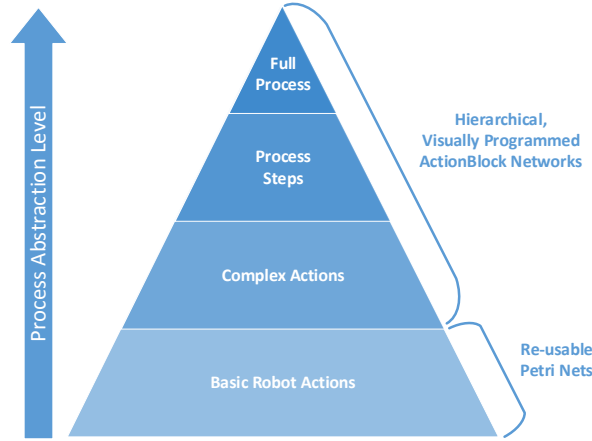 Process Abstraction Level
Full
Process
Process
Steps
Complex Actions
Basic Robot Actions
Hierarchical,
Visually Programmed
ActionBlock Networks
Re-usable
Petri Nets